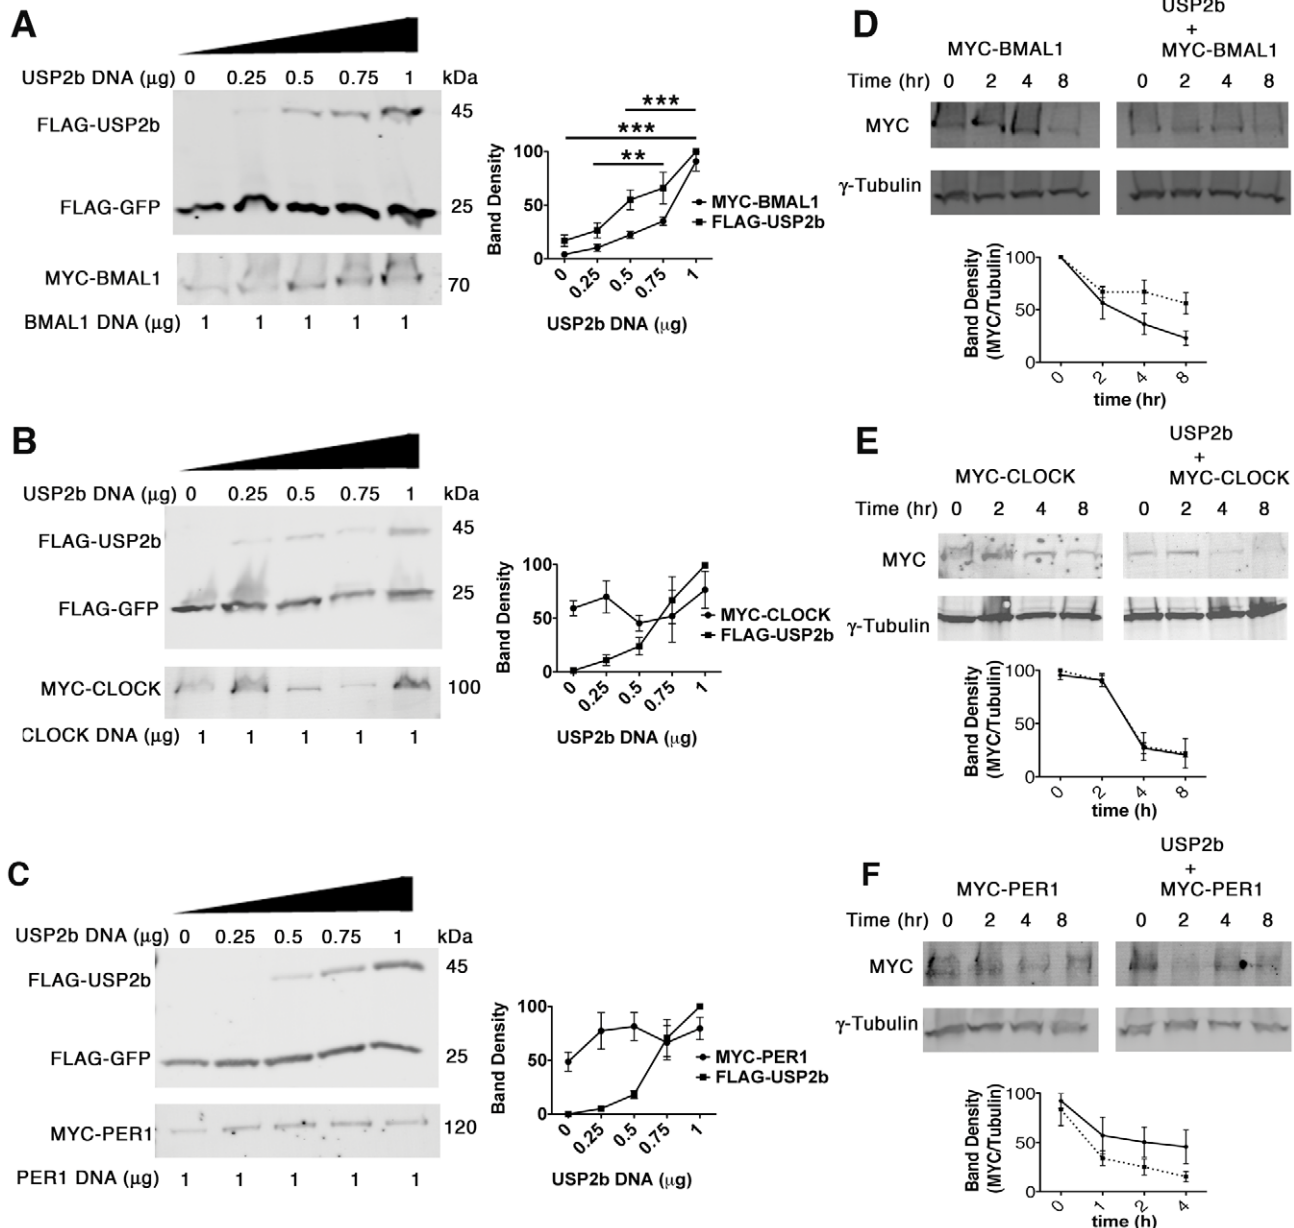 A
USP2b DNA (μg) 0 0.25 0.5 0.75 1 kDa
FLAG-USP2b 45
FLAG-GFP 25
MYC-BMAL1 70
BMAL1 DNA (μg) 1 1 1 1 1
***
***
**
Band Density
100
50
0
0 0.25 0.5 0.75 1
USP2b DNA (μg)
MYC-BMAL1
FLAG-USP2b
B
USP2b DNA (μg) 0 0.25 0.5 0.75 1 kDa
FLAG-USP2b 45
FLAG-GFP 25
MYC-CLOCK 100
CLOCK DNA (μg) 1 1 1 1 1
Band Density
100
50
0
0 0.25 0.5 0.75 1
USP2b DNA (μg)
MYC-CLOCK
FLAG-USP2b
C
USP2b DNA (μg) 0 0.25 0.5 0.75 1 kDa
FLAG-USP2b 45
FLAG-GFP 25
MYC-PER1 120
PER1 DNA (μg) 1 1 1 1 1
Band Density
100
50
0
0 0.25 0.5 0.75 1
USP2b DNA (μg)
MYC-PER1
FLAG-USP2b
D
USP2b
+
MYC-BMAL1 MYC-BMAL1
Time (hr) 0 2 4 8 0 2 4 8
MYC
γ-Tubulin
Band Density
(MYC/Tubulin)
100
50
0
0 2 4 8
time (hr)
E
USP2b
+
MYC-CLOCK MYC-CLOCK
Time (hr) 0 2 4 8 0 2 4 8
MYC
γ-Tubulin
Band Density
(MYC/Tubulin)
100
50
0
0 2 4 8
time (h)
F
USP2b
+
MYC-PER1 MYC-PER1
Time (hr) 0 2 4 8 0 2 4 8
MYC
γ-Tubulin
Band Density
(MYC/Tubulin)
100
50
0
0 1 2 4
time (h)